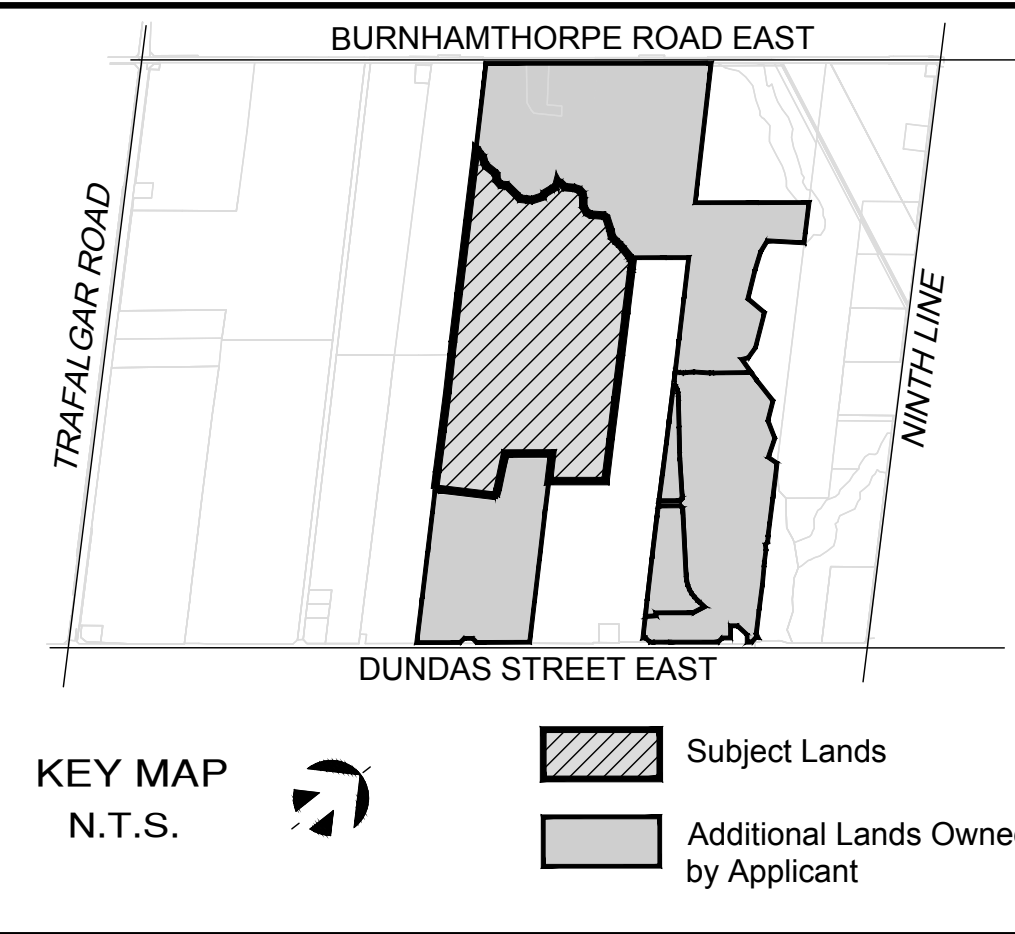 BURNHAMTHORPE ROAD EAST
TRAFALGAR ROAD
NINTH LINE
DUNDAS STREET EAST
KEY MAP
N.T.S.
Subject Lands
Additional Lands Owne
by Applicant